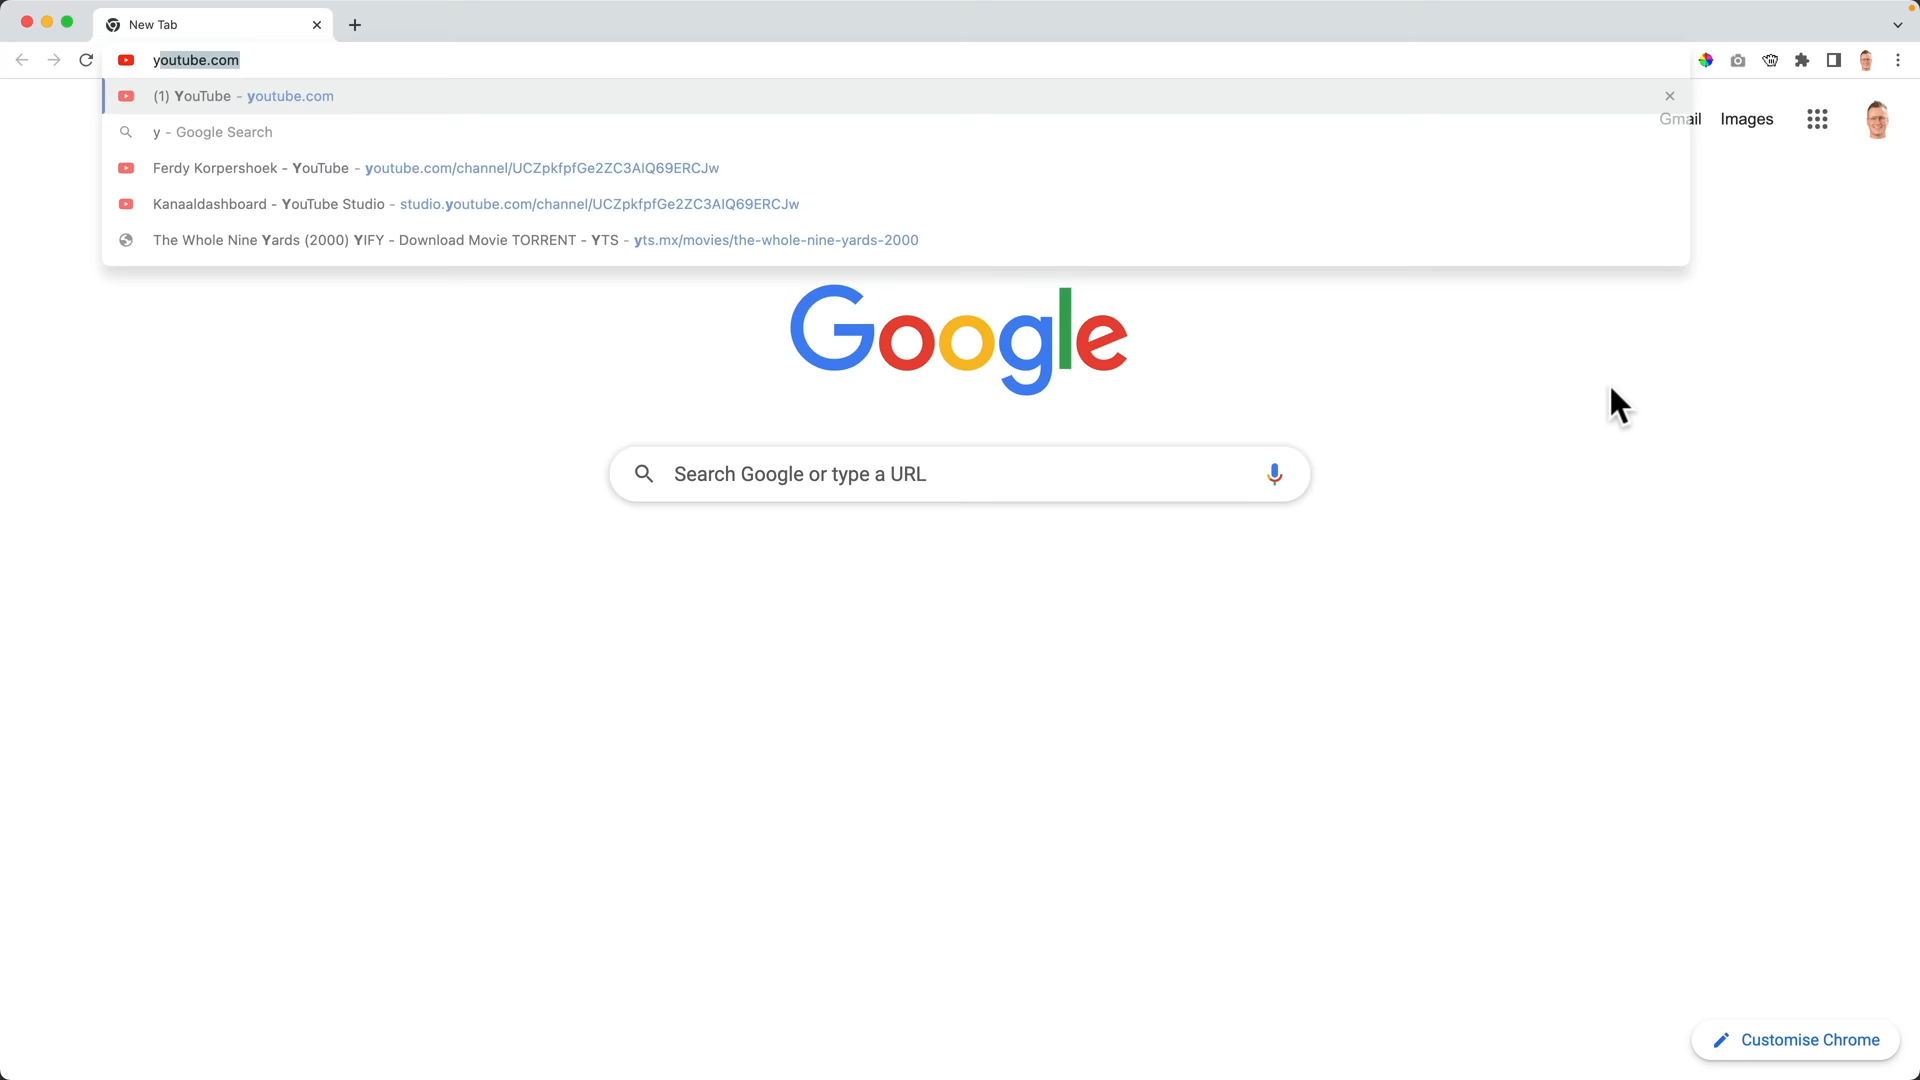 New Tab
youtube.com
(1) YouTube - youtube.com
y - Google Search
Gmail Images
Ferdy Korpershoek - YouTube - youtube.com/channel/UCZpkfpfGe2ZC3AIQ69ERCJw
Kanaaldashboard - YouTube Studio - studio.youtube.com/channel/UCZpkfpfGe2ZC3AIQ69ERCJw
The Whole Nine Yards (2000) YIFY - Download Movie TORRENT - YTS - yts.mx/movies/the-whole-nine-yards-2000
Google
Search Google or type a URL
Customise Chrome